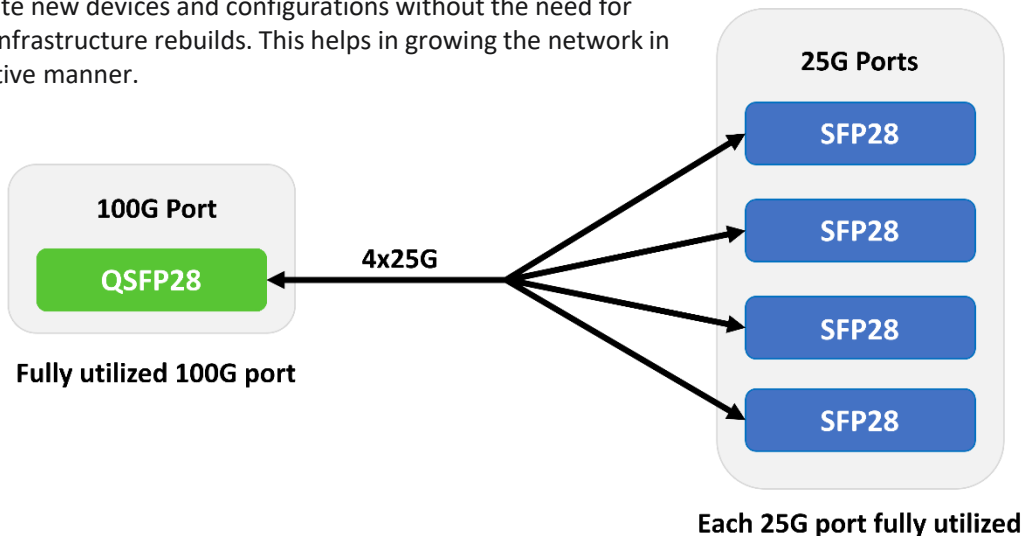 te new devices and configurations without the need for
nfrastructure rebuilds. This helps in growing the network in
tive manner.
25G Ports
SFP28
100G Port
SFP28
4x25G
QSFP28
SFP28
Fully utilized 100G port
SFP28
Each 25G port fully utilized